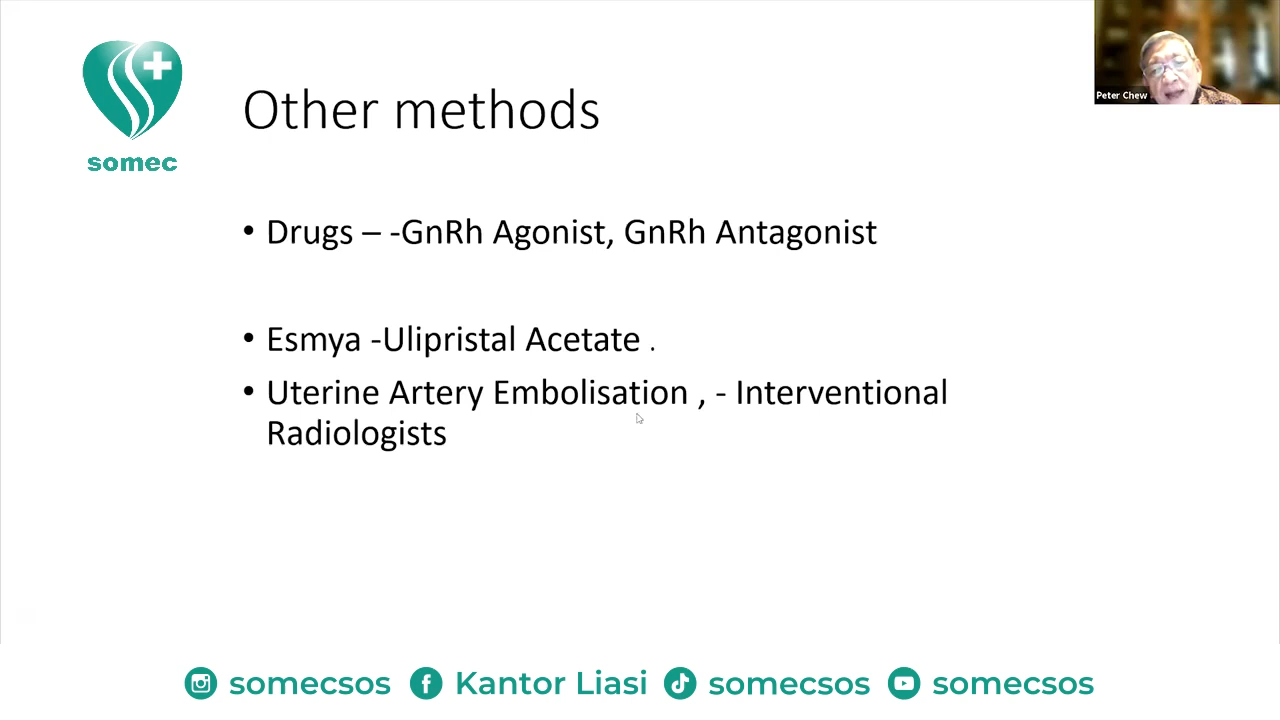 Peter Chew
somec
Other methods
• Drugs – -GnRh Agonist, GnRh Antagonist
• Esmya -Ulipristal Acetate .
• Uterine Artery Embolisation , - Interventional
Radiologists
somecsos Kantor Liasi somecsos somecsos